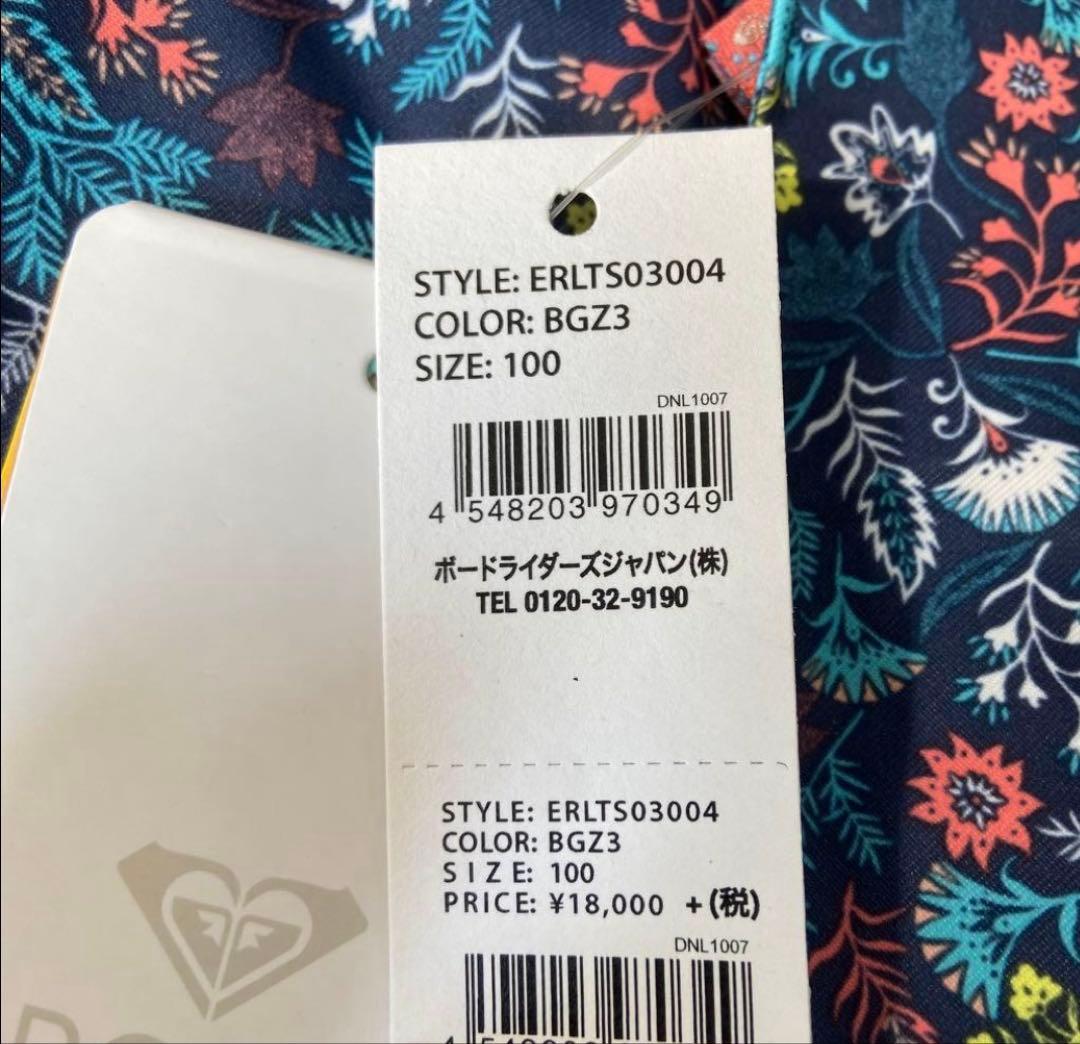 STYLE: ERLTS03004
COLOR: BGZ3
SIZE: 100
DNL1007
4 548203 970349
ボードライダーズジャパン(株)
TEL 0120-32-9190
STYLE: ERLTS03004
COLOR: BGZ3
SIZE: 100
PRICE: ¥18,000 +(税)
DNL1007